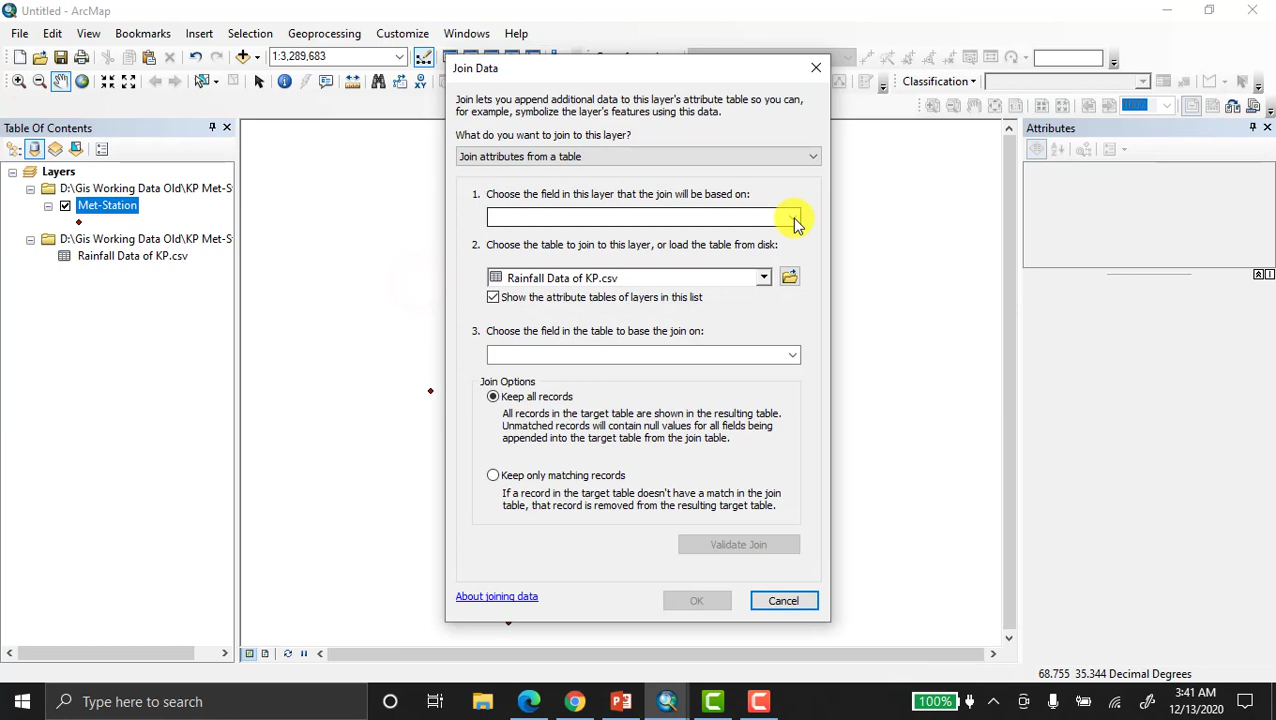 Untitled - ArcMap
File Edit View Bookmarks Insert Selection Geoprocessing Customize Windows Help
1:3,289,683
Classification
Table Of Contents
Layers
D:\Gis Working Data Old\KP Met-S
Met-Station
D:\Gis Working Data Old\KP Met-S
Rainfall Data of KP.csv
Join Data
Join lets you append additional data to this layer's attribute table so you can,
for example, symbolize the layer's features using this data.
What do you want to join to this layer?
Join attributes from a table
1. Choose the field in this layer that the join will be based on:
2. Choose the table to join to this layer, or load the table from disk:
Rainfall Data of KP.csv
Show the attribute tables of layers in this list
3. Choose the field in the table to base the join on:
Join Options
Keep all records
All records in the target table are shown in the resulting table.
Unmatched records will contain null values for all fields being
appended into the target table from the join table.
Keep only matching records
If a record in the target table doesn't have a match in the join
table, that record is removed from the resulting target table.
Validate Join
About joining data
OK
Cancel
Attributes
68.755 35.344 Decimal Degrees
Type here to search
100%
3:41 AM
12/13/2020